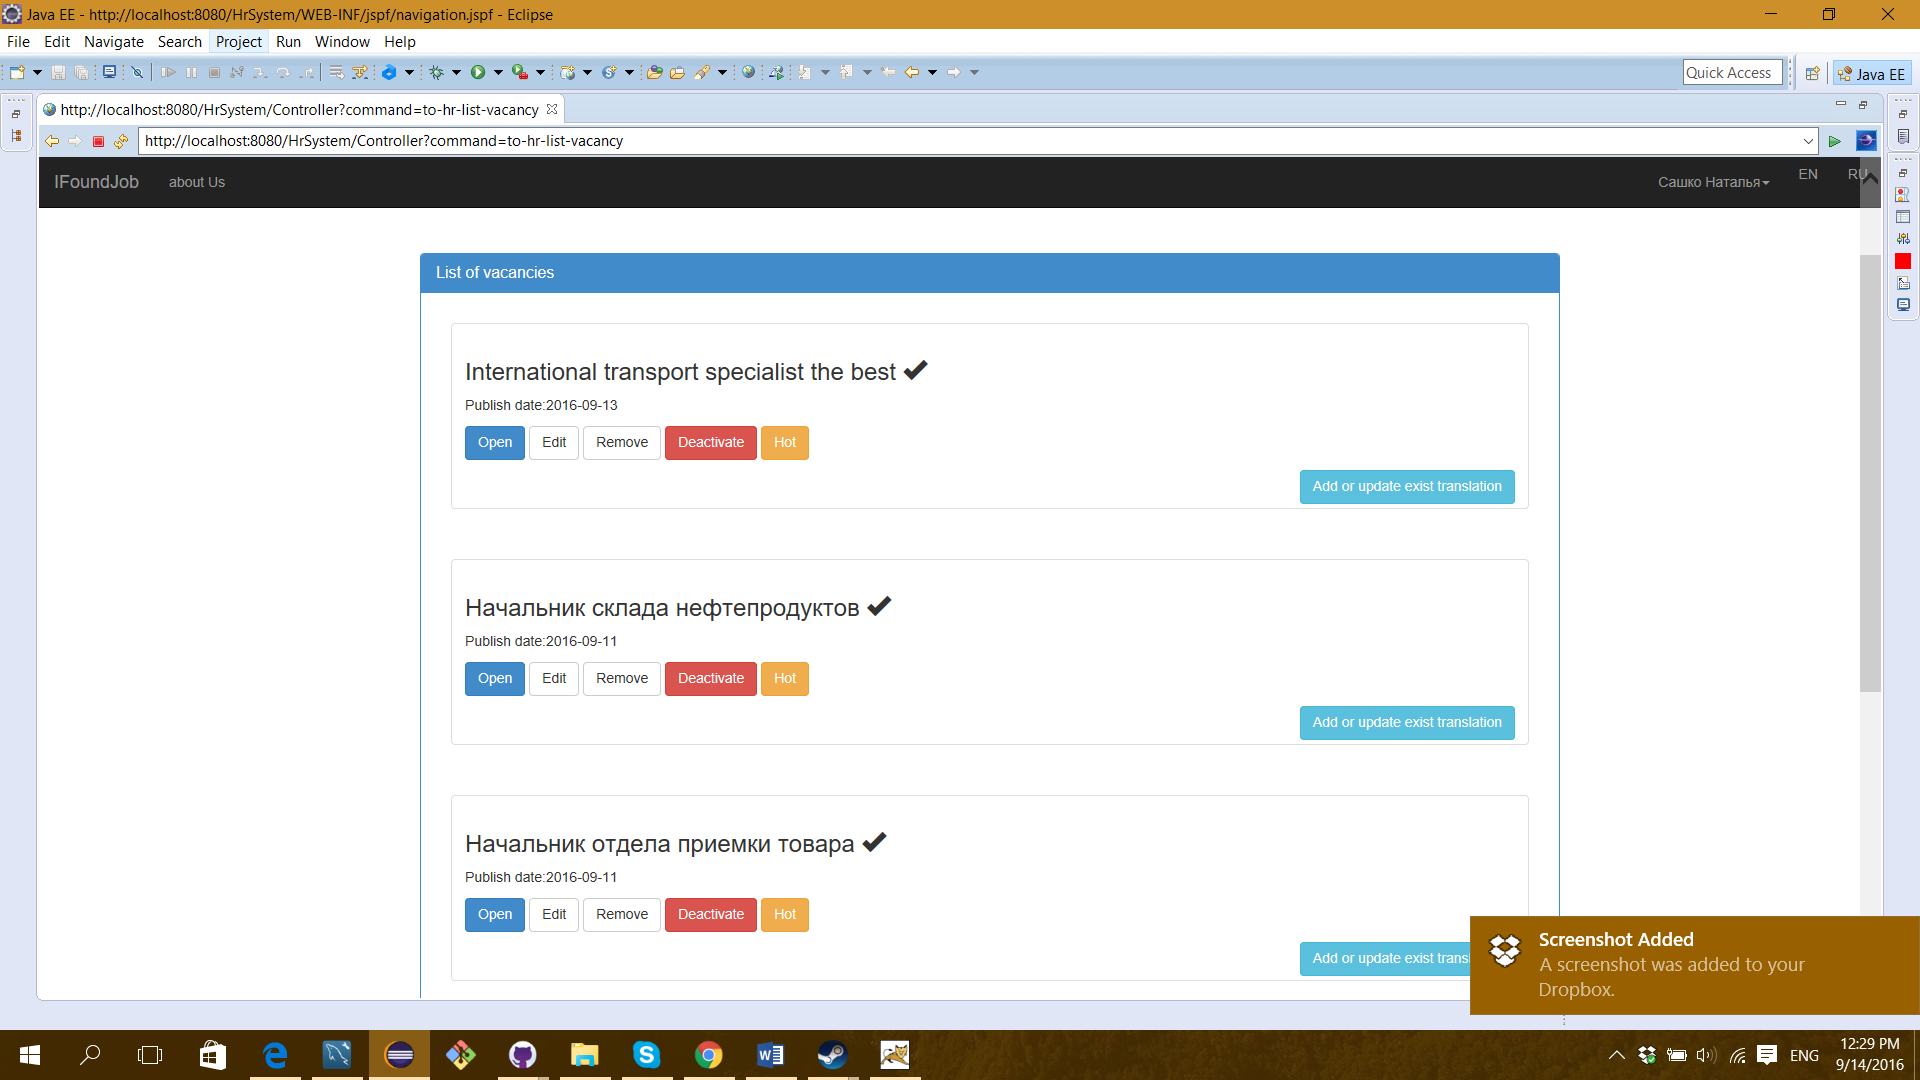 Java EE - http://localhost:8080/HrSystem/WEB-INF/jspf/navigation.jspf - Eclipse
File Edit Navigate Search Project Run Window Help
Quick Access Java EE
http://localhost:8080/HrSystem/Controller?command=to-hr-list-vacancy
http://localhost:8080/HrSystem/Controller?command=to-hr-list-vacancy
IFoundJob about Us Сашко Наталья EN RU
List of vacancies
International transport specialist the best
Publish date:2016-09-13
Open Edit Remove Deactivate Hot
Add or update exist translation
Начальник склада нефтепродуктов
Publish date:2016-09-11
Open Edit Remove Deactivate Hot
Add or update exist translation
Начальник отдела приемки товара
Publish date:2016-09-11
Open Edit Remove Deactivate Hot
Add or update exist
Screenshot Added
A screenshot was added to your
Dropbox.
ENG
12:29 PM
9/14/2016